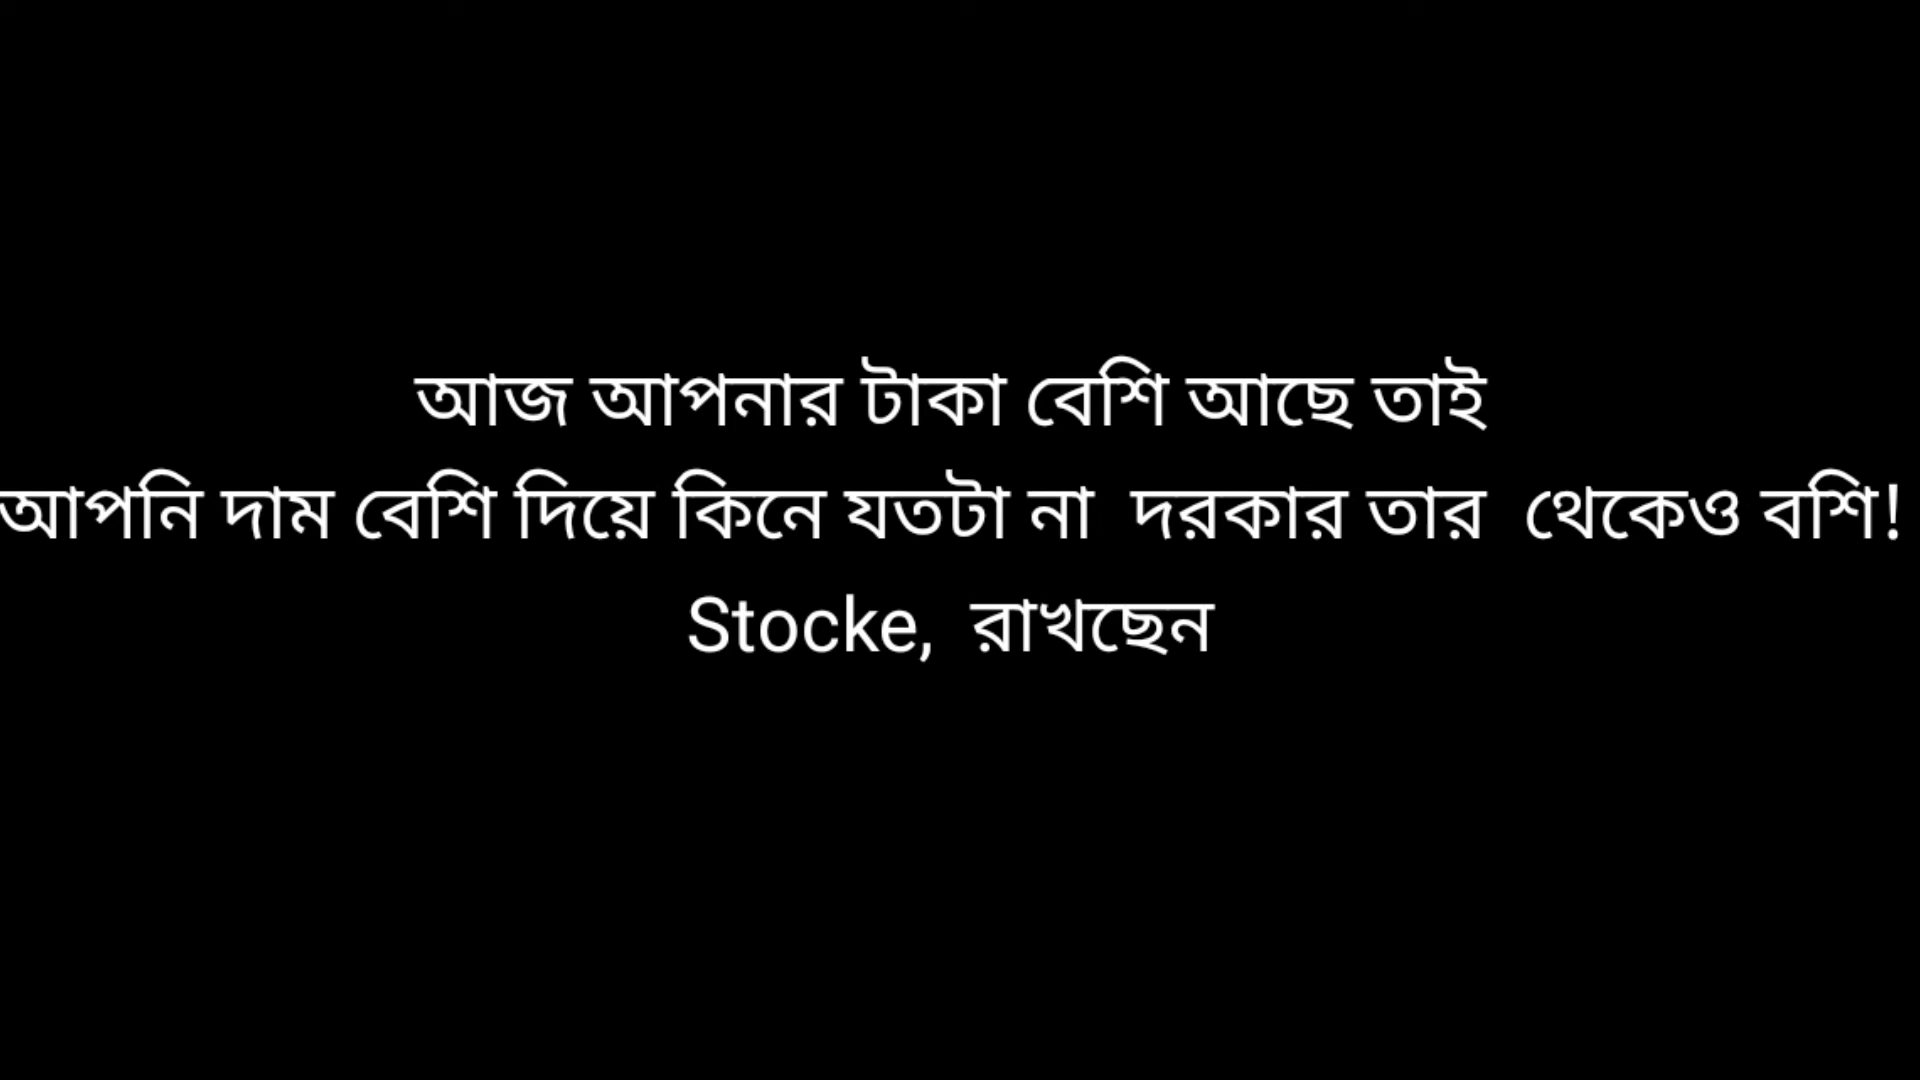 আজ আপনার টাকা বেশি আছে তাই
আপনি দাম বেশি দিয়ে কিনে যতটা না দরকার তার থেকেও বশি!
Stocke, রাখছেন